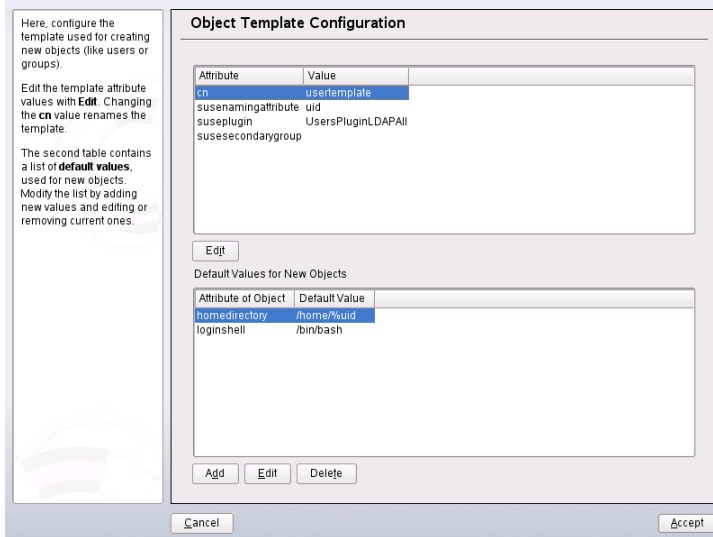 Here, configure the
template used for creating
new objects (like users or
groups).
Edit the template attribute
values with Edit. Changing
the cn value renames the
template.
The second table contains
a list of default values,
used for new objects.
Modify the list by adding
new values and editing or
removing current ones.
Object Template Configuration
Attribute Value
cn usertemplate
susenamingattribute uid
suseplugin UsersPluginLDAPAll
susesecondarygroup
Edit
Default Values for New Objects
Attribute of Object Default Value
homedirectory /home/%uid
loginshell /bin/bash
Add Edit Delete
Cancel Accept